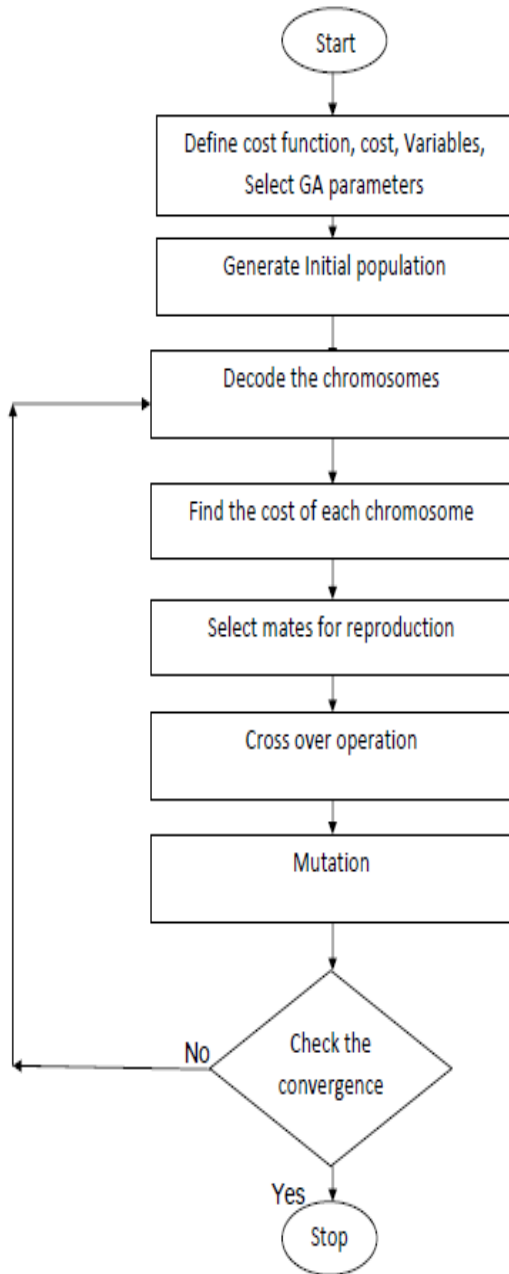 Start
Define cost function, cost, Variables,
Select GA parameters
Generate Initial population
Decode the chromosomes
Find the cost of each chromosome
Select mates for reproduction
Cross over operation
Mutation
No
Check the
convergence
Yes
Stop